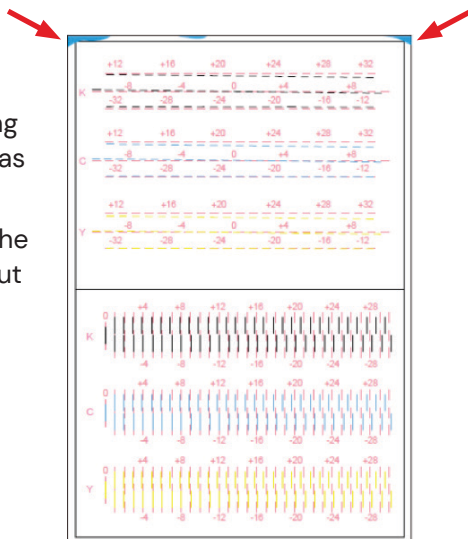 ng
as
he
ut
+12 +16 +20 +24 +28 +32
K -8 -4 0 +4 +8
-32 -28 -24 -20 -16 -12
+12 +16 +20 +24 +28 +32
C -8 -4 0 +4 +8
-32 -28 -24 -20 -16 -12
+12 +16 +20 +24 +28 +32
Y -8 -4 0 +4 +8
-32 -28 -24 -20 -16 -12
0 +4 +8 +12 +16 +20 +24 +28
K
-4 -8 -12 -16 -20 -24 -28
0 +4 +8 +12 +16 +20 +24 +28
C
-4 -8 -12 -16 -20 -24 -28
0 +4 +8 +12 +16 +20 +24 +28
Y
-4 -8 -12 -16 -20 -24 -28